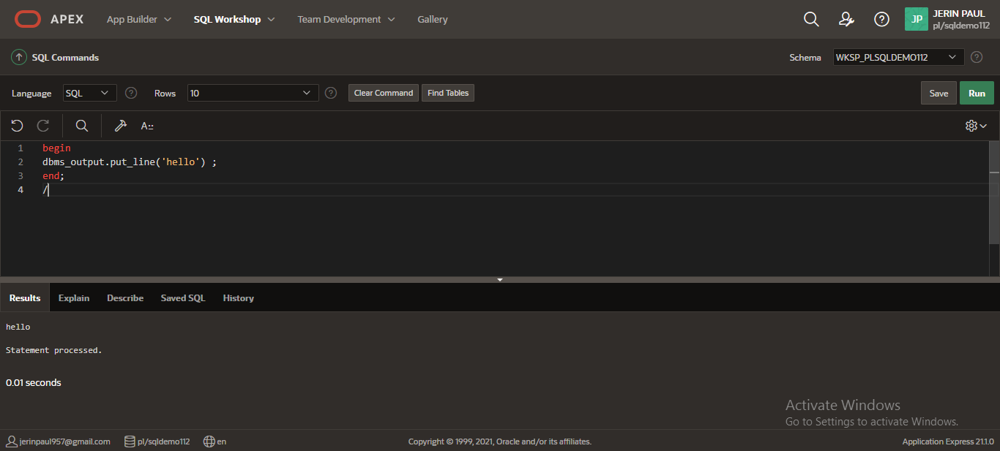 APEX App Builder SQL Workshop Team Development Gallery JP JERIN PAUL
pl/sqldemo112
SQL Commands Schema WKSP_PLSQLDEMO112
Language SQL Rows 10 Clear Command Find Tables Save Run
A::
1 begin
2 dbms_output.put_line('hello') ;
3 end;
4 /
Results Explain Describe Saved SQL History
hello
Statement processed.
0.01 seconds
Activate Windows
Go to Settings to activate Windows.
jerinpaul957@gmail.com pl/sqldemo112 en Copyright © 1999, 2021, Oracle and/or its affiliates. Application Express 21.1.0